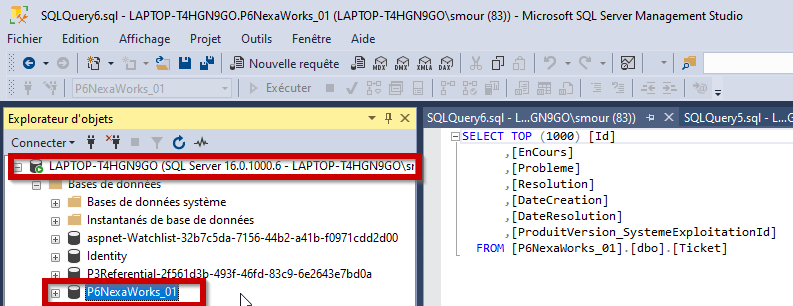 SQLQuery6.sql - LAPTOP-T4HGN9GO.P6NexaWorks_01 (LAPTOP-T4HGN9GO\smour (83)) - Microsoft SQL Server Management Studio
Fichier Edition Affichage Projet Outils Fenêtre Aide
Nouvelle requête MDX DMX XMLA DAX
P6NexaWorks_01 Exécuter
Explorateur d'objets
Connecter
LAPTOP-T4HGN9GO (SQL Server 16.0.1000.6 - LAPTOP-T4HGN9GO\sm
Bases de données
Bases de données système
Instantanés de base de données
aspnet-Watchlist-32b7c5da-7156-44b2-a41b-f0971cdd2d00
Identity
P3Referential-2f561d3b-493f-46fd-83c9-6e2643e7bd0a
P6NexaWorks_01
SQLQuery6.sql - L...GN9GO\smour (83)) SQLQuery5.sql - L...G
SELECT TOP (1000) [Id]
,[EnCours]
,[Probleme]
,[Resolution]
,[DateCreation]
,[DateResolution]
,[ProduitVersion_SystemeExploitationId]
FROM [P6NexaWorks_01].[dbo].[Ticket]